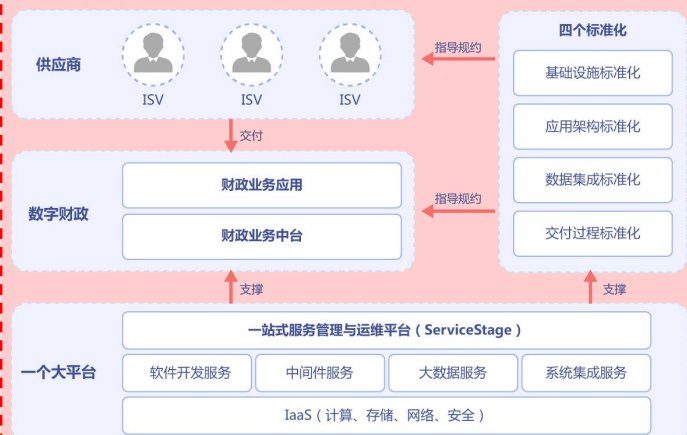 供应商
ISV
ISV
ISV
交付
指导规约
四个标准化
基础设施标准化
应用架构标准化
数据集成标准化
交付过程标准化
数字财政
财政业务应用
财政业务中台
指导规约
支撑
支撑
一个大平台
一站式服务管理与运维平台（ServiceStage）
软件开发服务
中间件服务
大数据服务
系统集成服务
IaaS（计算、存储、网络、安全）